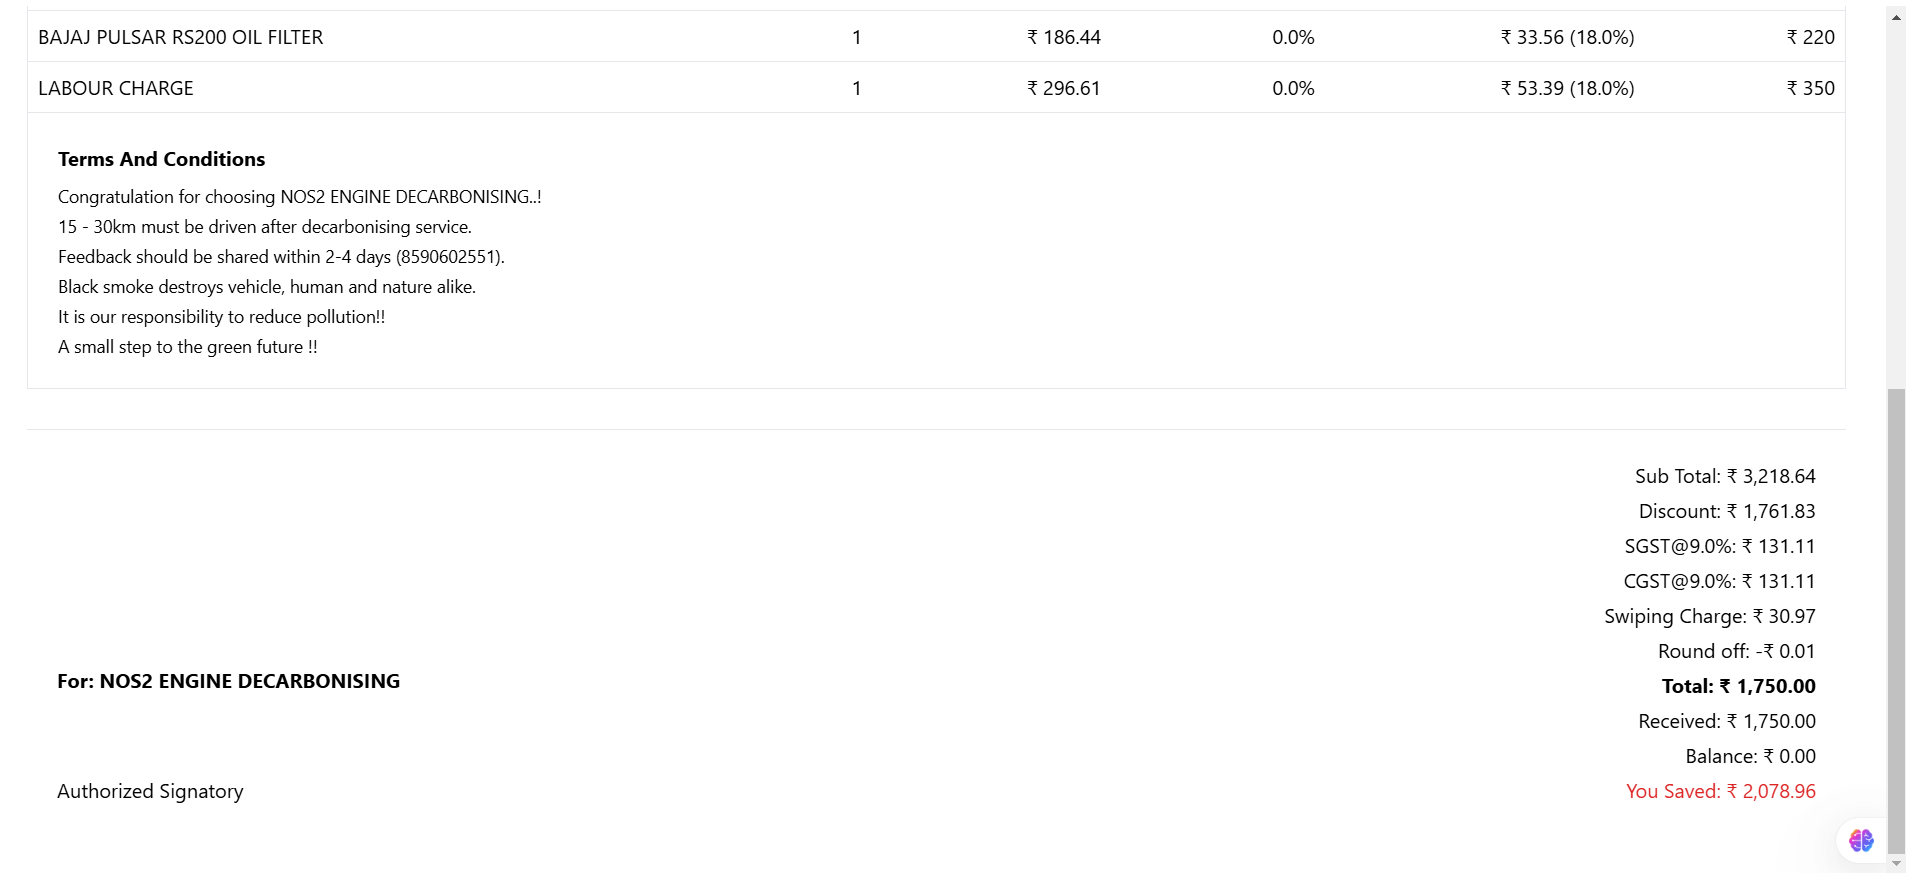 BAJAJ PULSAR RS200 OIL FILTER 1 ₹ 186.44 0.0% ₹ 33.56 (18.0%) ₹ 220
LABOUR CHARGE 1 ₹ 296.61 0.0% ₹ 53.39 (18.0%) ₹ 350
Terms And Conditions
Congratulation for choosing NOS2 ENGINE DECARBONISING..!
15 - 30km must be driven after decarbonising service.
Feedback should be shared within 2-4 days (8590602551).
Black smoke destroys vehicle, human and nature alike.
It is our responsibility to reduce pollution!!
A small step to the green future !!
Sub Total: ₹ 3,218.64
Discount: ₹ 1,761.83
SGST@9.0%: ₹ 131.11
CGST@9.0%: ₹ 131.11
Swiping Charge: ₹ 30.97
Round off: -₹ 0.01
For: NOS2 ENGINE DECARBONISING
Total: ₹ 1,750.00
Received: ₹ 1,750.00
Balance: ₹ 0.00
Authorized Signatory
You Saved: ₹ 2,078.96